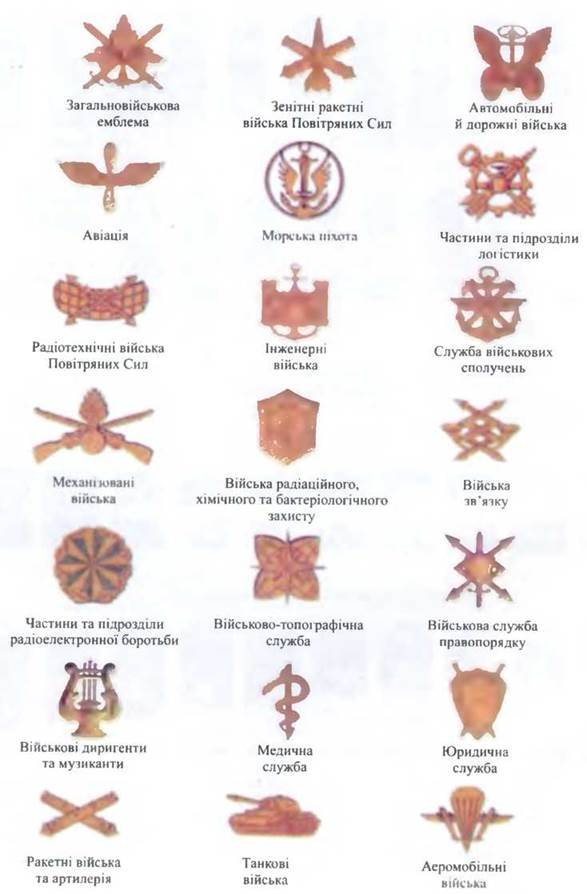 Загальновійськова
емблема
Зенітні ракетні
війська Повітряних Сил
Автомобільні
й дорожні війська
Авіація
Морська піхота
Частини та підрозділи
логістики
Радіотехнічні війська
Повітряних Сил
Інженерні
війська
Служба військових
сполучень
Механізовані
війська
Війська радіаційного,
хімічного та бактеріологічного
захисту
Війська
зв’язку
Частини та підрозділи
радіоелектронної боротьби
Військово-топографічна
служба
Військова служба
правопорядку
Військові диригенти
та музиканти
Медична
служба
Юридична
служба
Ракетні війська
та артилерія
Танкові
війська
Аеромобільні
війська